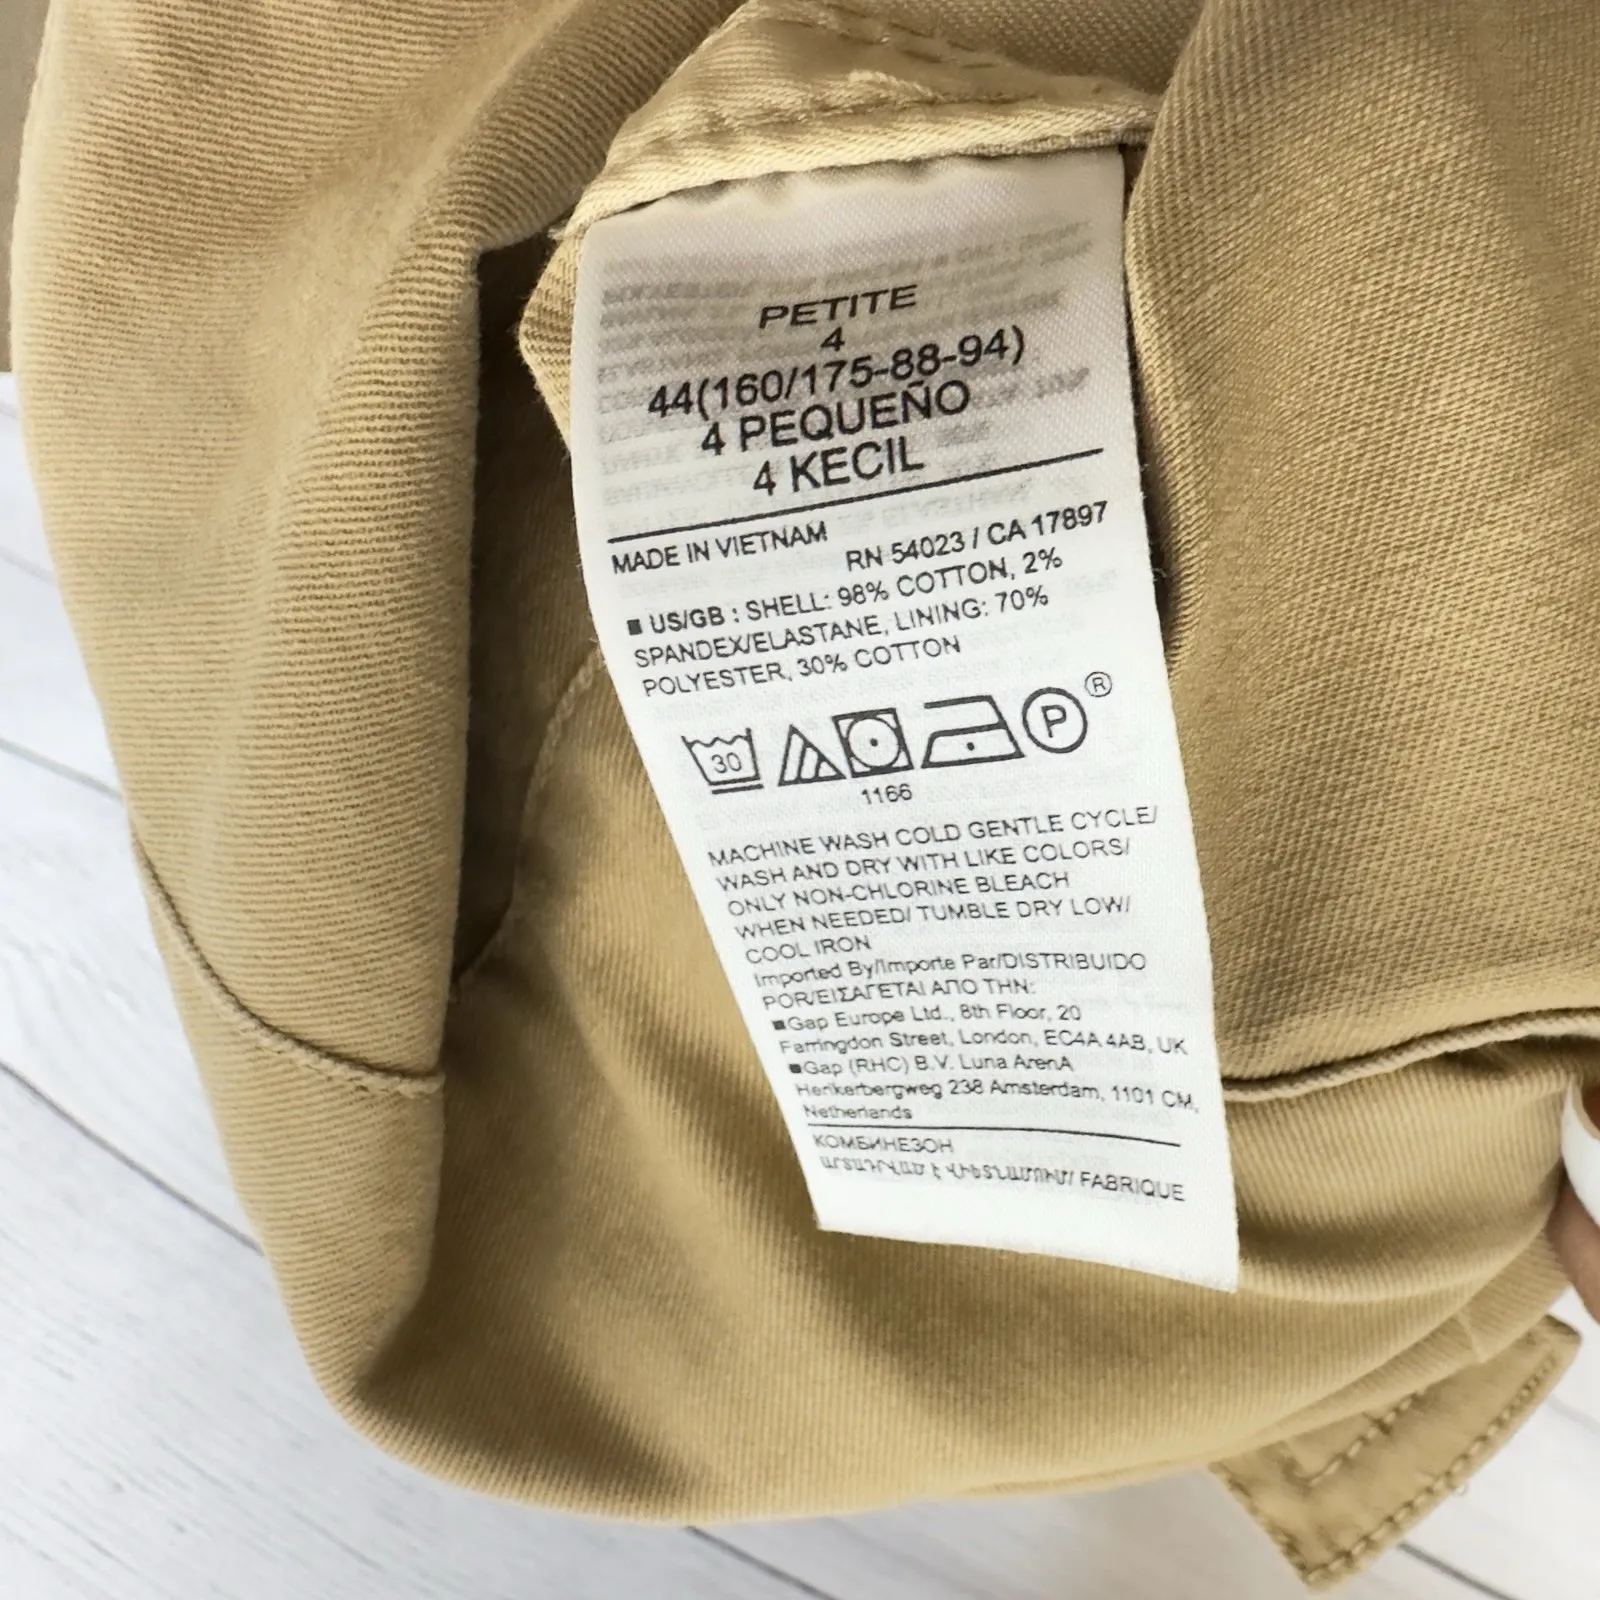 PETITE
4
44(160/175-88-94)
4 PEQUEÑO
4 KECIL
MADE IN VIETNAM
RN 54023 / CA 17897
■ US/GB : SHELL: 98% COTTON, 2%
SPANDEX/ELASTANE, LINING: 70%
POLYESTER, 30% COTTON
30 P ®
1166
MACHINE WASH COLD GENTLE CYCLE/
WASH AND DRY WITH LIKE COLORS/
ONLY NON-CHLORINE BLEACH
WHEN NEEDED/ TUMBLE DRY LOW/
COOL IRON
Imported By/Importe Par/DISTRIBUIDO
POR/ΕΙΣΑΓΕΤΑΙ ΑΠΟ ΤΗΝ:
■Gap Europe Ltd., 8th Floor, 20
Farringdon Street, London, EC4A 4AB, UK
■Gap (RHC) B.V. Luna ArenA
Herikerbergweg 238 Amsterdam, 1101 CM,
Netherlands
КОМБИНЕЗОН
ԱՐՏԱԴՐՎԱԾ Է ՎԻԵՏՆԱՄՈՒՄ/ FABRIQUE